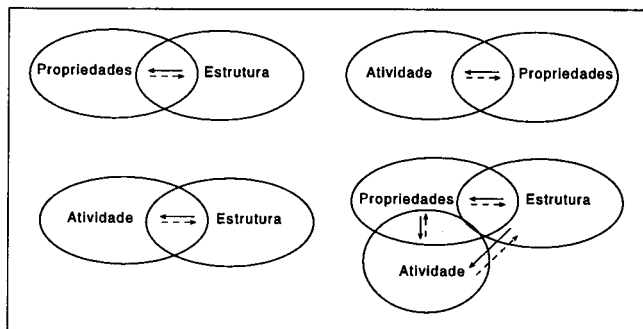 Propriedades Estrutura
Atividade Propriedades
Atividade Estrutura
Propriedades Estrutura
Atividade